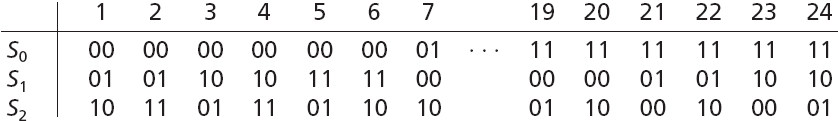 1 2 3 4 5 6 7 19 20 21 22 23 24
S₀ 00 00 00 00 00 00 01 · · · 11 11 11 11 11 11
S₁ 01 01 10 10 11 11 00 00 00 01 01 10 10
S₂ 10 11 01 11 01 10 10 01 10 00 10 00 01